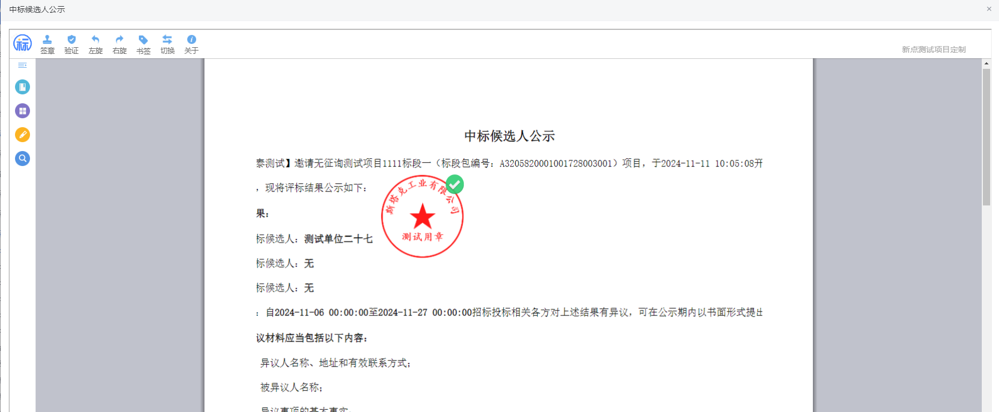 中标候选人公示
×
标
签章 验证 左旋 右旋 书签 切换 关于
新点测试项目定制
中标候选人公示
泰测试】邀请无征询测试项目1111标段一（标段包编号：A3205820001001728003001）项目，于2024-11-11 10:05:08开
，现将评标结果公示如下：
斯塔克工业有限公司
测试用章
果：
标候选人：测试单位二十七
标候选人：无
标候选人：无
：自2024-11-06 00:00:00至2024-11-27 00:00:00招标投标相关各方对上述结果有异议，可在公示期内以书面形式提出
议材料应当包括以下内容：
异议人名称、地址和有效联系方式；
被异议人名称；
异议事项的基本事实